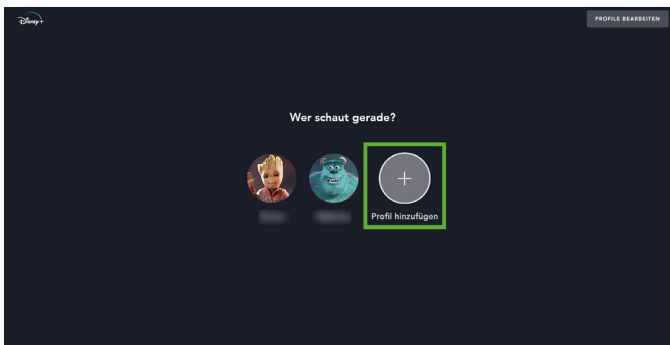 Disney+
PROFILE BEARBEITEN
Wer schaut gerade?
Profil hinzufügen